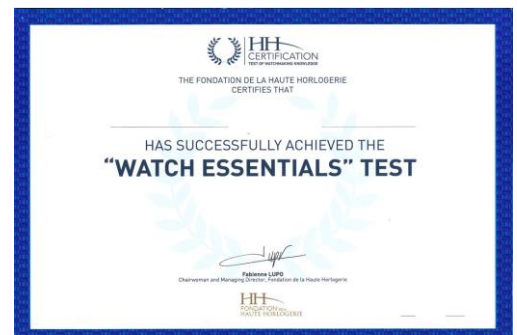 HH
CERTIFICATION
TEST OF WATCHMAKING KNOWLEDGE
THE FONDATION DE LA HAUTE HORLOGERIE
CERTIFIES THAT
HAS SUCCESSFULLY ACHIEVED THE
“WATCH ESSENTIALS” TEST
Lupo
Fabienne LUPO
Chairwoman and Managing Director, Fondation de la Haute Horlogerie
HH
FONDATION DE LA
HAUTE HORLOGERIE